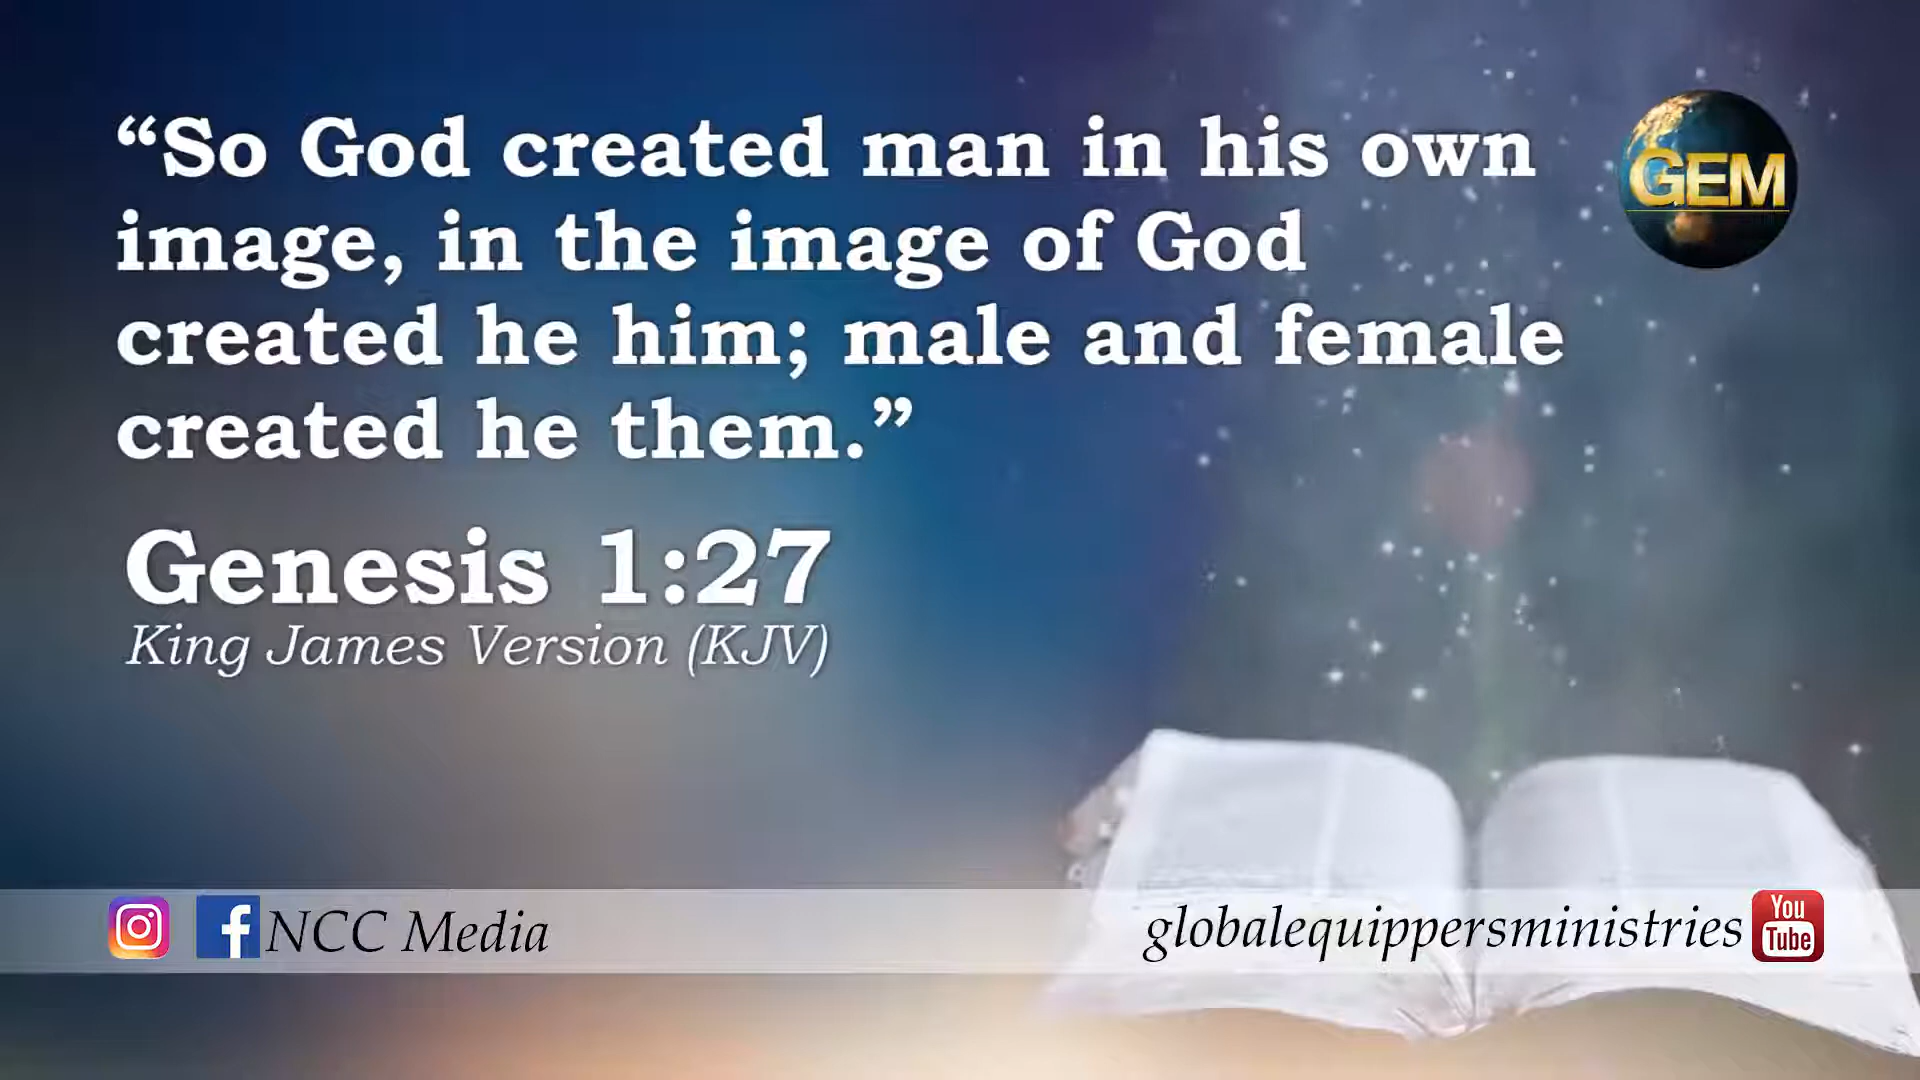 “So God created man in his own
image, in the image of God
created he him; male and female
created he them.”
Genesis 1:27
King James Version (KJV)
GEM
NCC Media
globalequippersministries
You
Tube